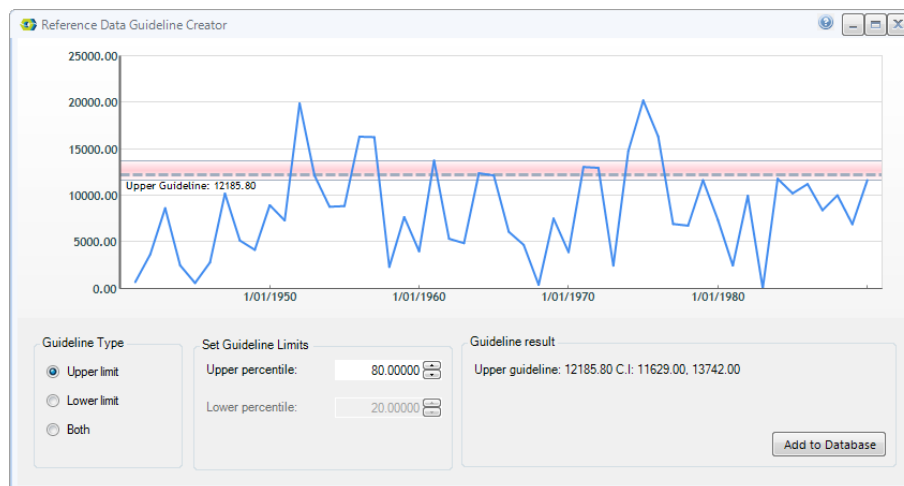 Reference Data Guideline Creator
25000.00
20000.00
15000.00
10000.00
5000.00
0.00
Upper Guideline: 12185.80
1/01/1950 1/01/1960 1/01/1970 1/01/1980
Guideline Type
Upper limit
Lower limit
Both
Set Guideline Limits
Upper percentile: 80.00000
Lower percentile: 20.00000
Guideline result
Upper guideline: 12185.80 C.I: 11629.00, 13742.00
Add to Database